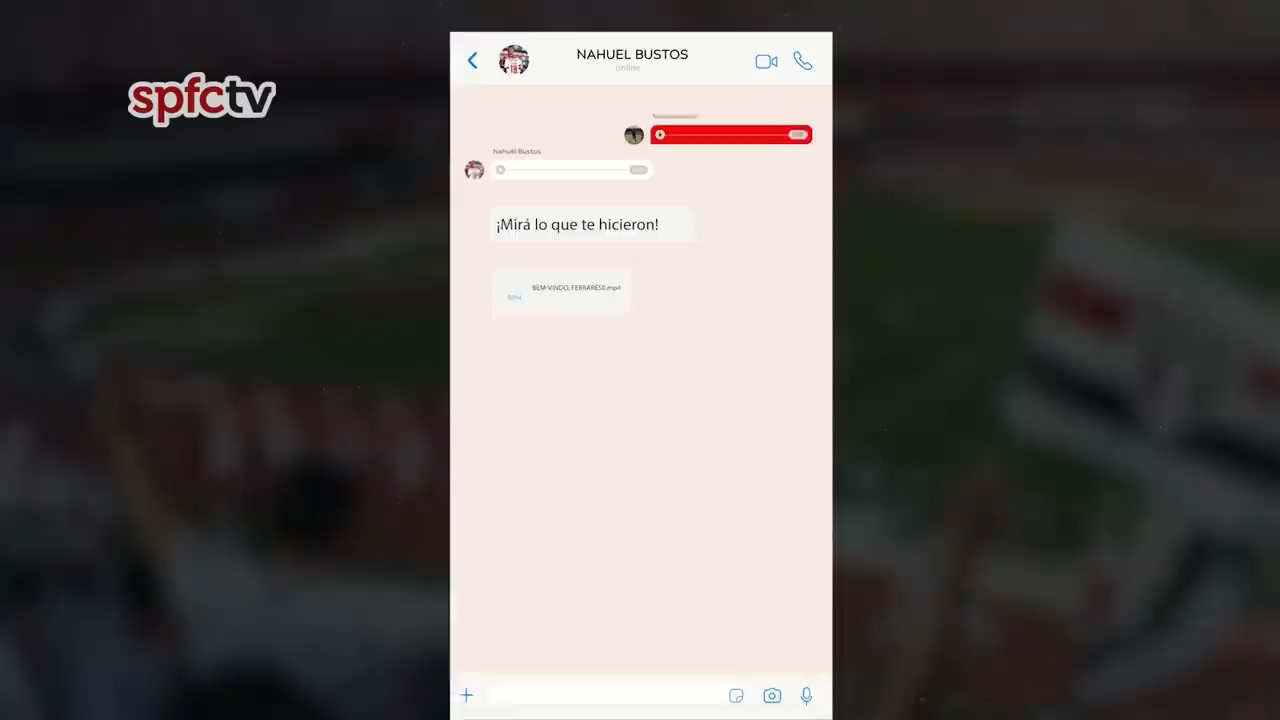 spfctv
NAHUEL BUSTOS
online
Nahuel Bustos
¡Mirá lo que te hicieron!
BEM-VINDO, FERRARESI!.mp4